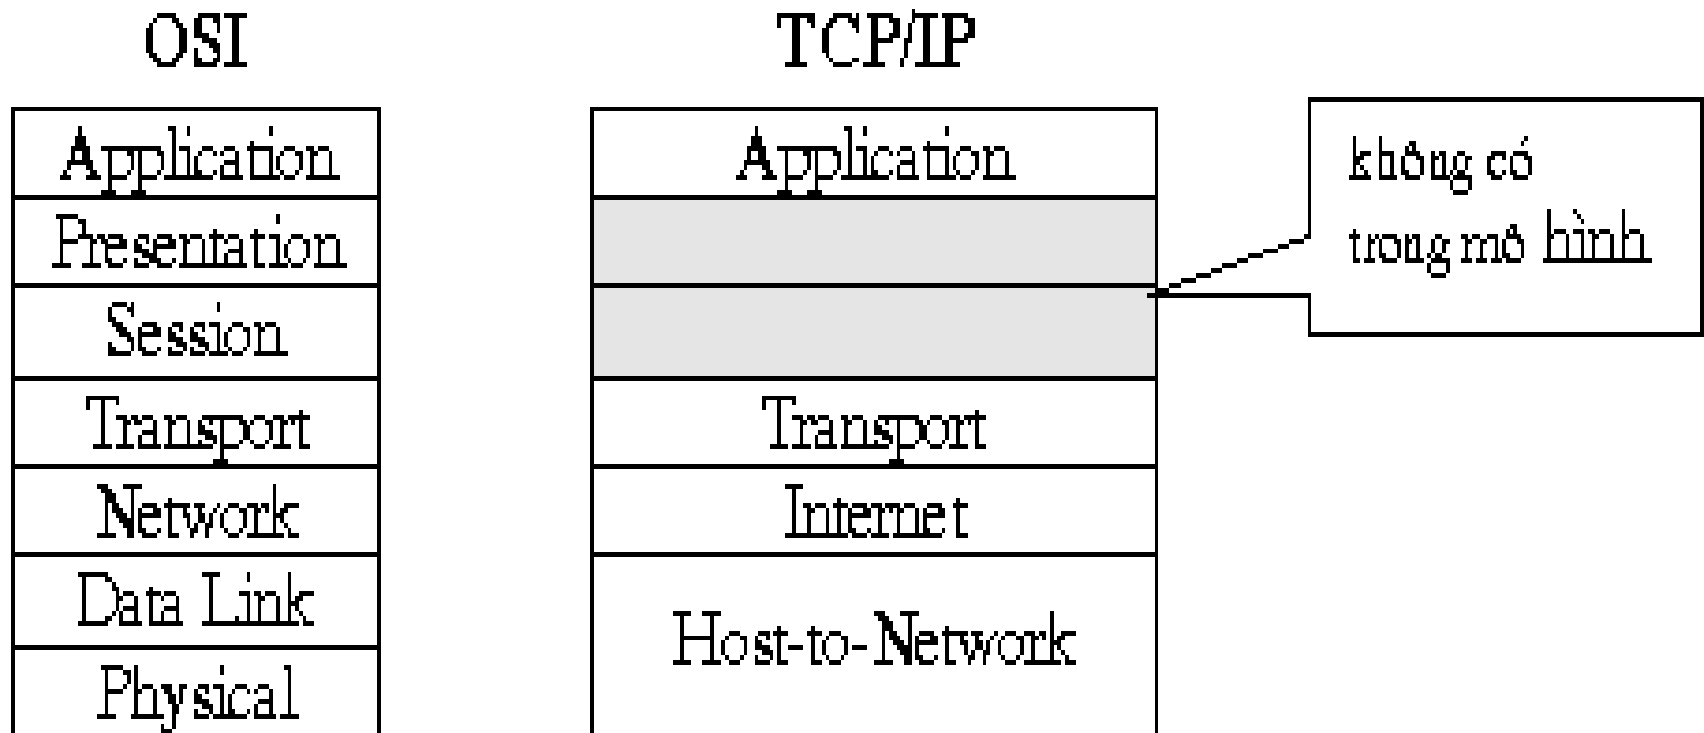 OSI
Application
Presentation
Session
Transport
Network
Data Link
Physical
TCP/IP
Application
Transport
Internet
Host-to-Network
không có
trong mô hình